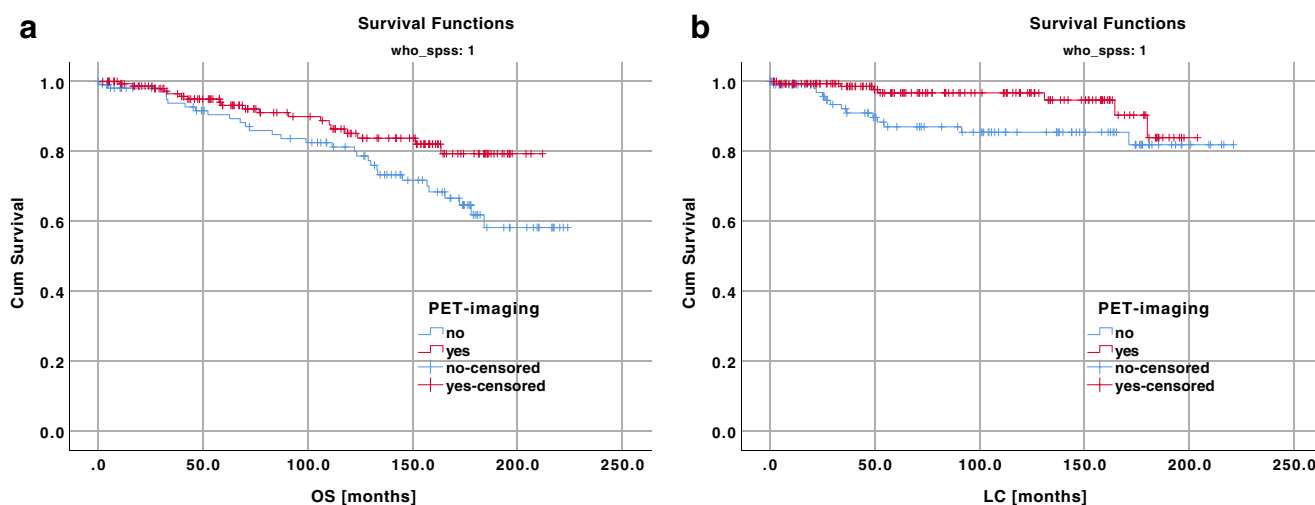 a
Survival Functions
who_spss: 1
Cum Survival
1.0
0.8
0.6
0.4
0.2
0.0
PET-imaging
no
yes
no-censored
yes-censored
.0 50.0 100.0 150.0 200.0 250.0
OS [months]
b
Survival Functions
who_spss: 1
Cum Survival
1.0
0.8
0.6
0.4
0.2
0.0
PET-imaging
no
yes
no-censored
yes-censored
.0 50.0 100.0 150.0 200.0 250.0
LC [months]